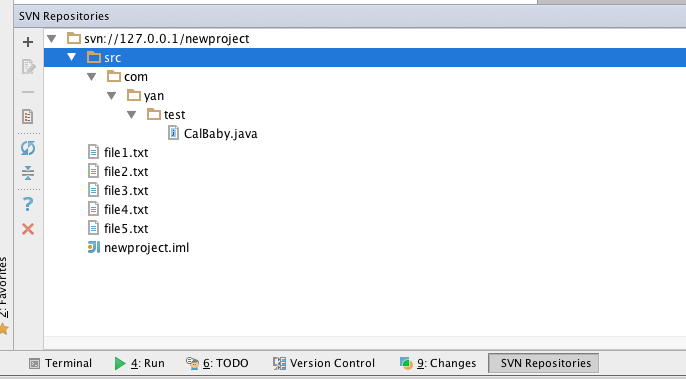 SVN Repositories
svn://127.0.0.1/newproject
src
com
yan
test
CalBaby.java
file1.txt
file2.txt
file3.txt
file4.txt
file5.txt
newproject.iml
2: Favorites
Terminal
4: Run
6: TODO
Version Control
9: Changes
SVN Repositories